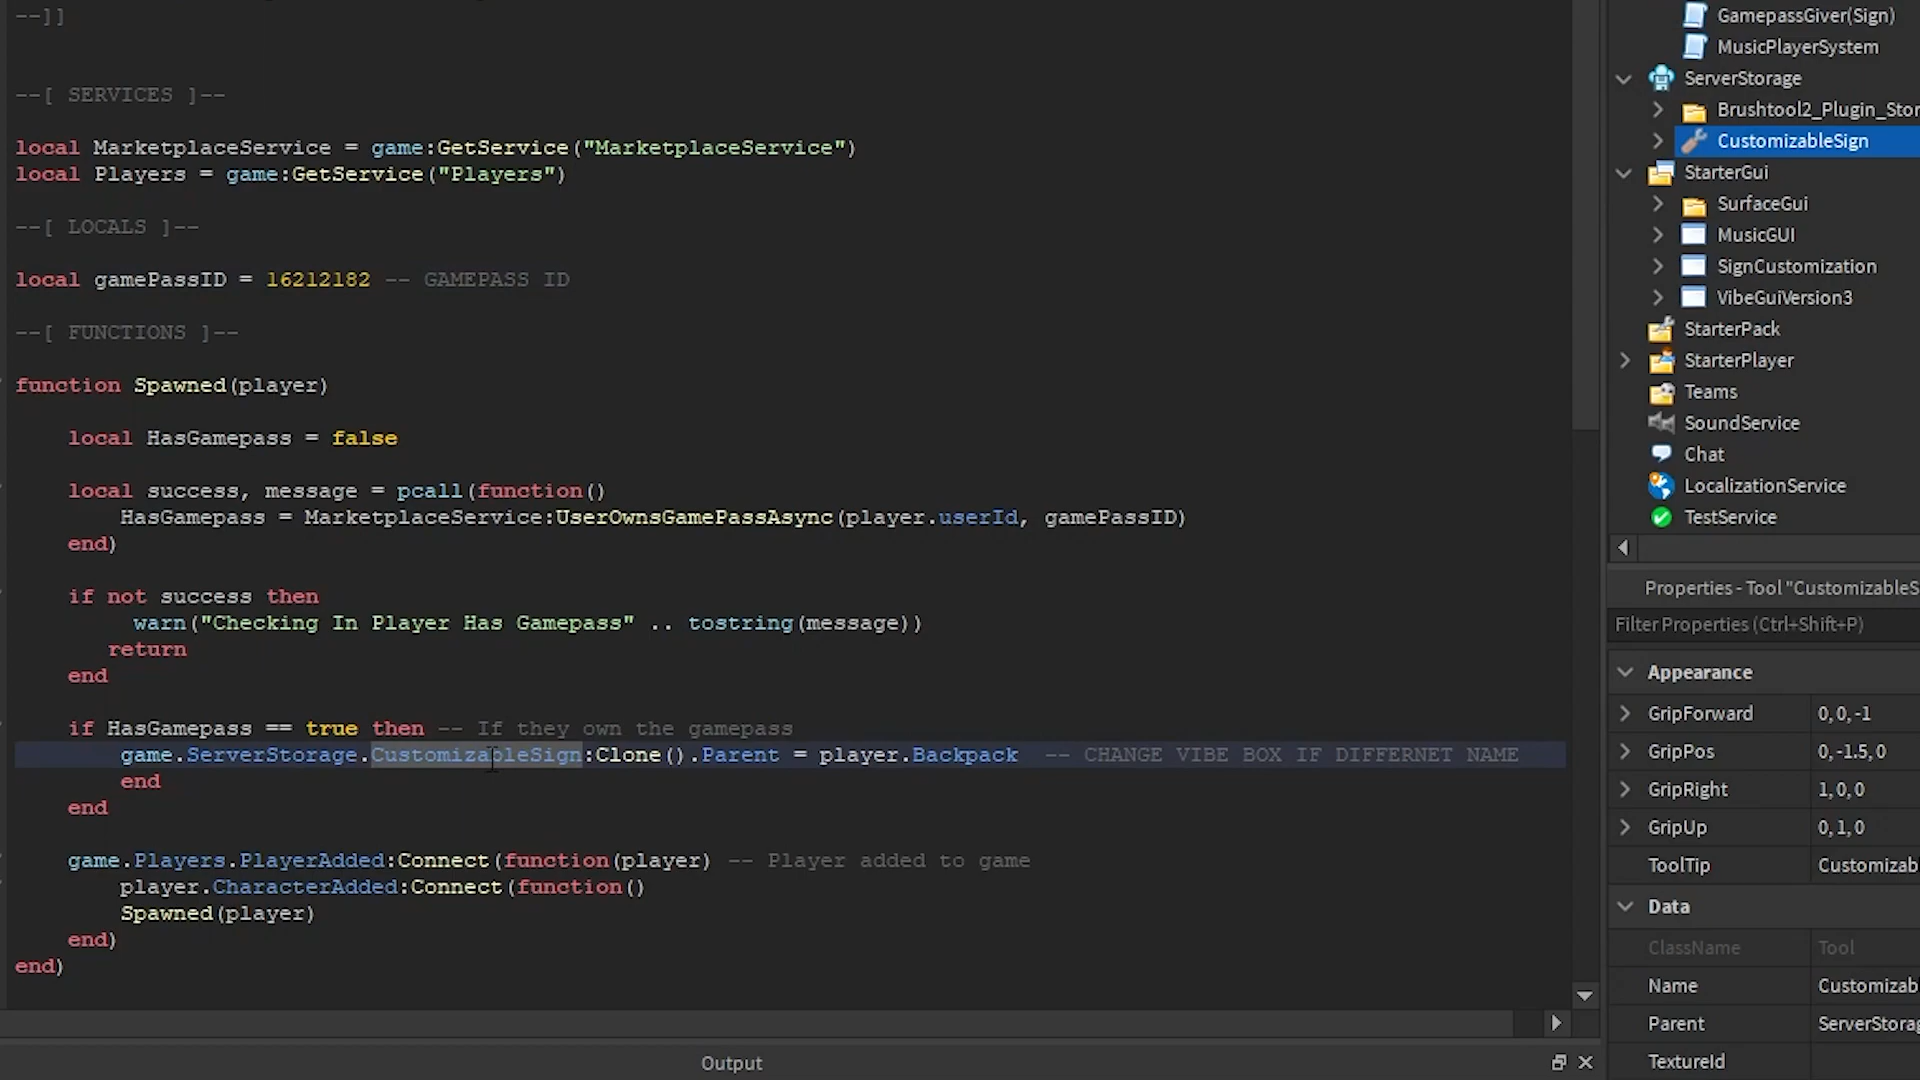 --]]
--[ SERVICES ]--
local MarketplaceService = game:GetService("MarketplaceService")
local Players = game:GetService("Players")
--[ LOCALS ]--
local gamePassID = 16212182 -- GAMEPASS ID
--[ FUNCTIONS ]--
function Spawned(player)
local HasGamepass = false
local success, message = pcall(function()
HasGamepass = MarketplaceService:UserOwnsGamePassAsync(player.userId, gamePassID)
end)
if not success then
warn("Checking In Player Has Gamepass" .. tostring(message))
return
end
if HasGamepass == true then -- If they own the gamepass
game.ServerStorage.CustomizableSign:Clone().Parent = player.Backpack -- CHANGE VIBE BOX IF DIFFERNET NAME
end
end
game.Players.PlayerAdded:Connect(function(player) -- Player added to game
player.CharacterAdded:Connect(function()
Spawned(player)
end)
end)
Output
GamepassGiver(Sign)
MusicPlayerSystem
ServerStorage
Brushtool2_Plugin_Stor
CustomizableSign
StarterGui
SurfaceGui
MusicGUI
SignCustomization
VibeGuiVersion3
StarterPack
StarterPlayer
Teams
SoundService
Chat
LocalizationService
TestService
Properties - Tool "CustomizableS
Filter Properties (Ctrl+Shift+P)
Appearance
GripForward 0,0,-1
GripPos 0,-1.5,0
GripRight 1,0,0
GripUp 0,1,0
ToolTip Customizab
Data
ClassName Tool
Name Customizab
Parent ServerStorag
TextureId